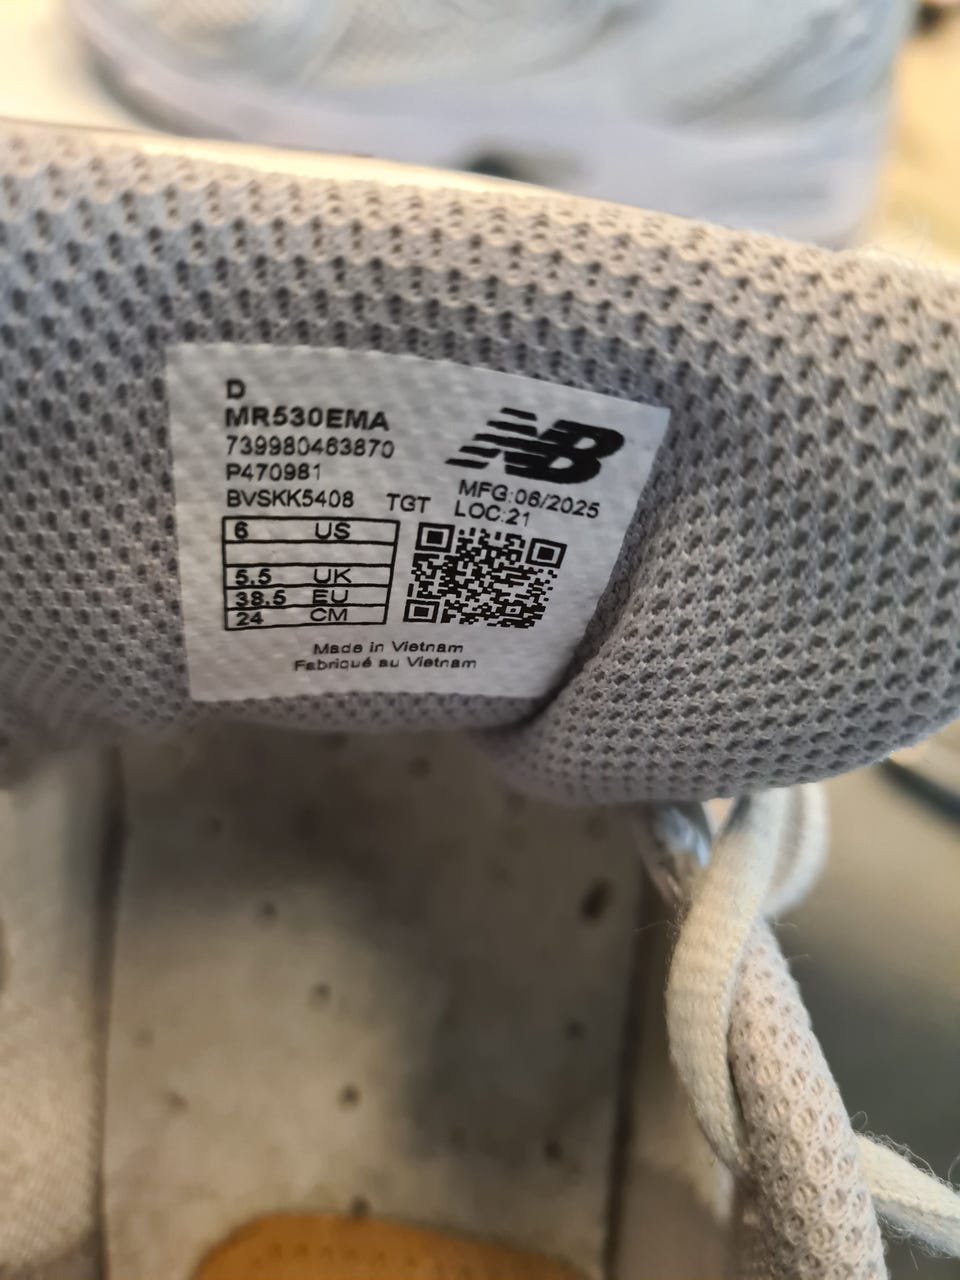 D
MR530EMA
739980463870
P470981
BVSKK5408 TGT
NB
MFG:06/2025
LOC:21
6 US
5.5 UK
38.5 EU
24 CM
Made in Vietnam
Fabriqué au Vietnam